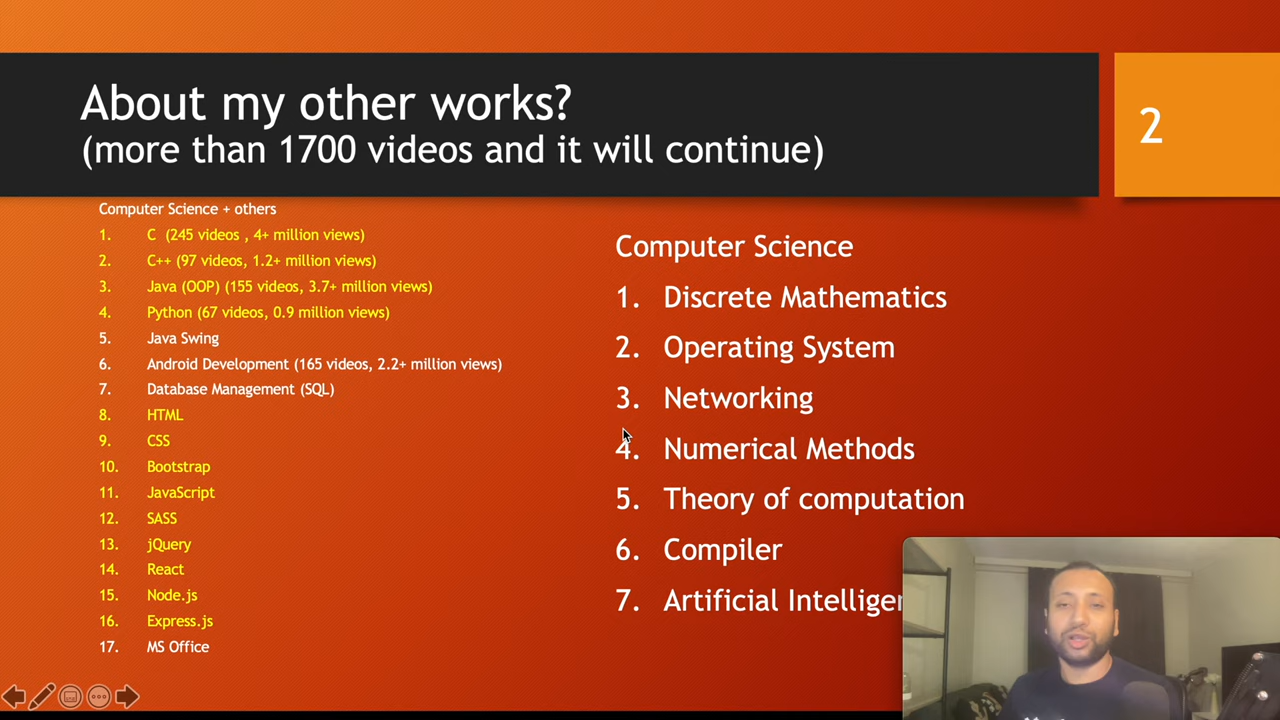 About my other works?
(more than 1700 videos and it will continue)
2
Computer Science + others
1. C (245 videos , 4+ million views)
2. C++ (97 videos, 1.2+ million views)
3. Java (OOP) (155 videos, 3.7+ million views)
4. Python (67 videos, 0.9 million views)
5. Java Swing
6. Android Development (165 videos, 2.2+ million views)
7. Database Management (SQL)
8. HTML
9. CSS
10. Bootstrap
11. JavaScript
12. SASS
13. jQuery
14. React
15. Node.js
16. Express.js
17. MS Office
Computer Science
1. Discrete Mathematics
2. Operating System
3. Networking
4. Numerical Methods
5. Theory of computation
6. Compiler
7. Artificial